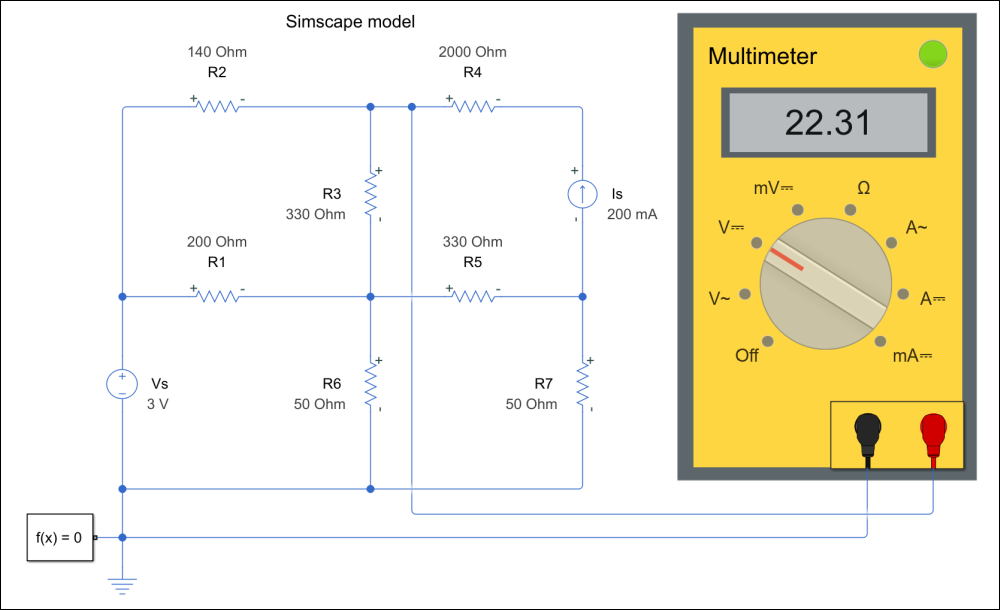 Simscape model
140 Ohm
R2
2000 Ohm
R4
+
-
+
-
+
R3
330 Ohm
-
+
Is
200 mA
-
200 Ohm
R1
330 Ohm
R5
+
-
+
-
+
Vs
3 V
−
+
R6
50 Ohm
-
+
R7
50 Ohm
-
f(x) = 0
Multimeter
22.31
mV⎓
Ω
V⎓
A~
V~
A⎓
Off
mA⎓